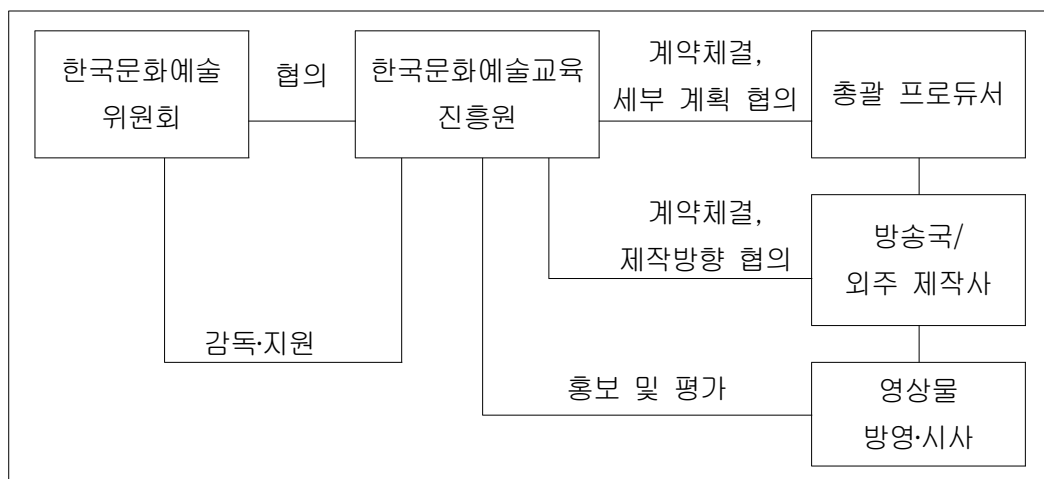 한국문화예술
위원회
협의
한국문화예술교육
진흥원
계약체결,
세부 계획 협의
총괄 프로듀서
계약체결,
제작방향 협의
방송국/
외주 제작사
감독·지원
홍보 및 평가
영상물
방영·시사